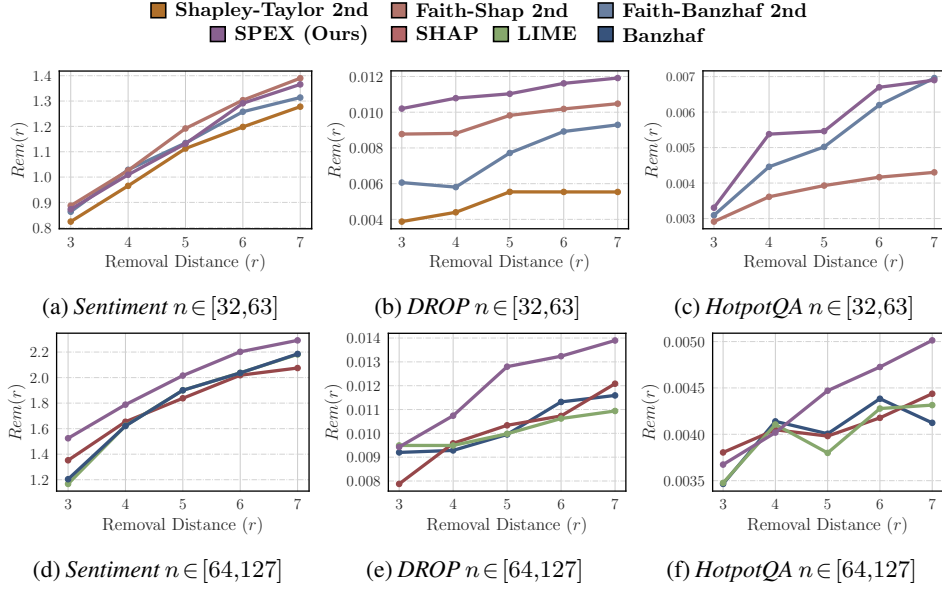 Shapley-Taylor 2nd Faith-Shap 2nd Faith-Banzhaf 2nd
SPEX (Ours) SHAP LIME Banzhaf
1.4
1.3
1.2
1.1
1.0
0.9
0.8
Rem(r)
3 4 5 6 7
Removal Distance (r)
(a) Sentiment n∈[32,63]
0.012
0.010
0.008
0.006
0.004
Rem(r)
3 4 5 6 7
Removal Distance (r)
(b) DROP n∈[32,63]
0.007
0.006
0.005
0.004
0.003
Rem(r)
3 4 5 6 7
Removal Distance (r)
(c) HotpotQA n∈[32,63]
2.2
2.0
1.8
1.6
1.4
1.2
Rem(r)
3 4 5 6 7
Removal Distance (r)
(d) Sentiment n∈[64,127]
0.014
0.013
0.012
0.011
0.010
0.009
0.008
Rem(r)
3 4 5 6 7
Removal Distance (r)
(e) DROP n∈[64,127]
0.0050
0.0045
0.0040
0.0035
Rem(r)
3 4 5 6 7
Removal Distance (r)
(f) HotpotQA n∈[64,127]